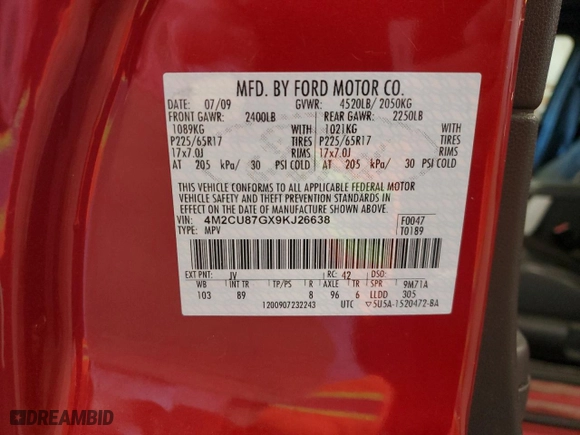 MFD. BY FORD MOTOR CO.
DATE: 07/09 GVWR: 4520LB/ 2050KG
FRONT GAWR: 2400LB REAR GAWR: 2250LB
1089KG WITH 1021KG WITH
P225/65R17 TIRES P225/65R17 TIRES
17x7.0J RIMS 17x7.0J RIMS
AT 205 kPa/ 30 PSI COLD AT 205 kPa/ 30 PSI COLD
THIS VEHICLE CONFORMS TO ALL APPLICABLE FEDERAL MOTOR
VEHICLE SAFETY AND THEFT PREVENTION STANDARDS IN
EFFECT ON THE DATE OF MANUFACTURE SHOWN ABOVE.
VIN: 4M2CU87GX9KJ26638 F0047
TYPE: MPV T0189
EXT PNT: JV RC: 42 DSO:
WB INT TR TP/PS R AXLE TR SPR 9M71A
103 89 8 96 6 LLDD 305
1200907232243 UTC ▽5U5A-1520472-BA
DREAMBID